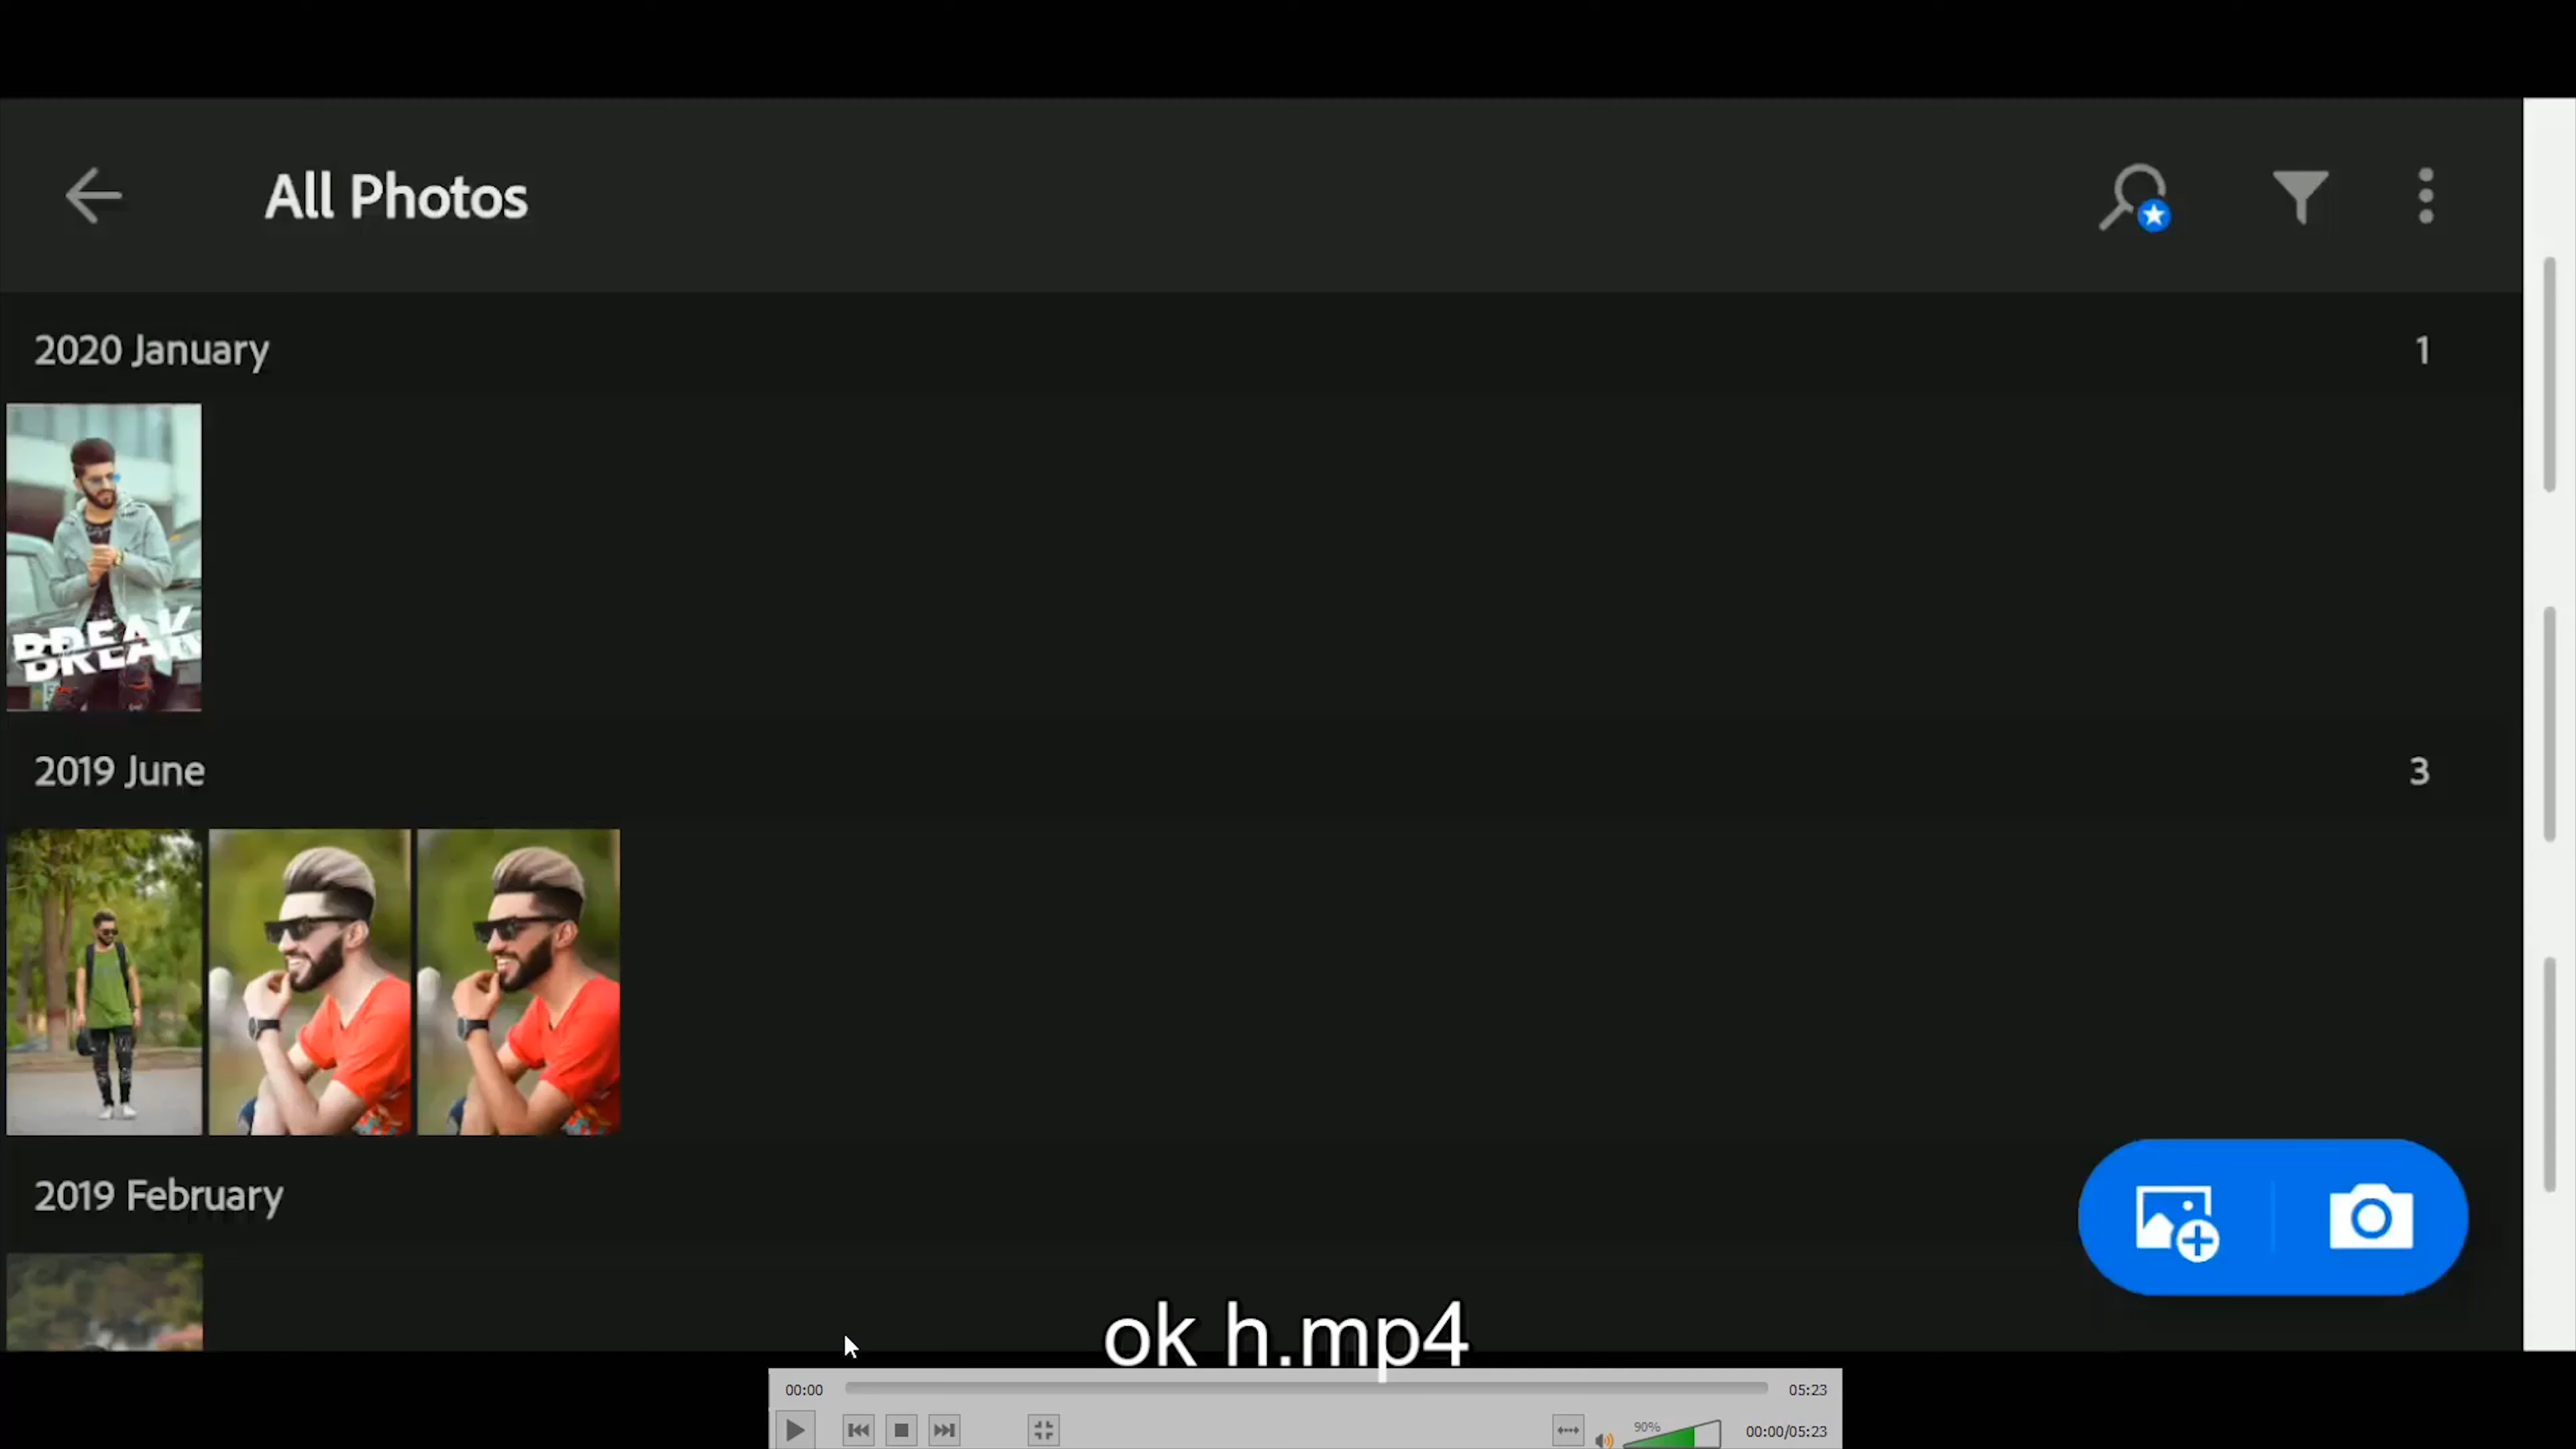 All Photos
2020 January
1
BREAK
2019 June
3
2019 February
ok h.mp4
00:00
05:23
90%
00:00/05:23